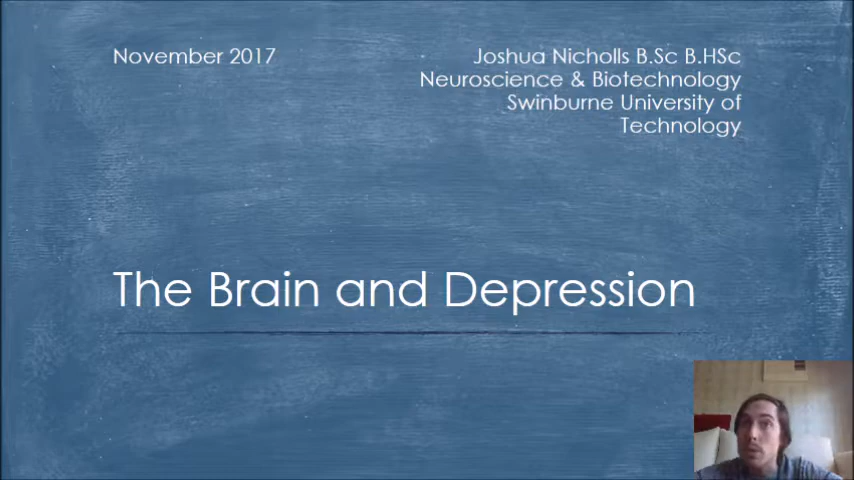 November 2017
Joshua Nicholls B.Sc B.HSc
Neuroscience & Biotechnology
Swinburne University of
Technology
The Brain and Depression